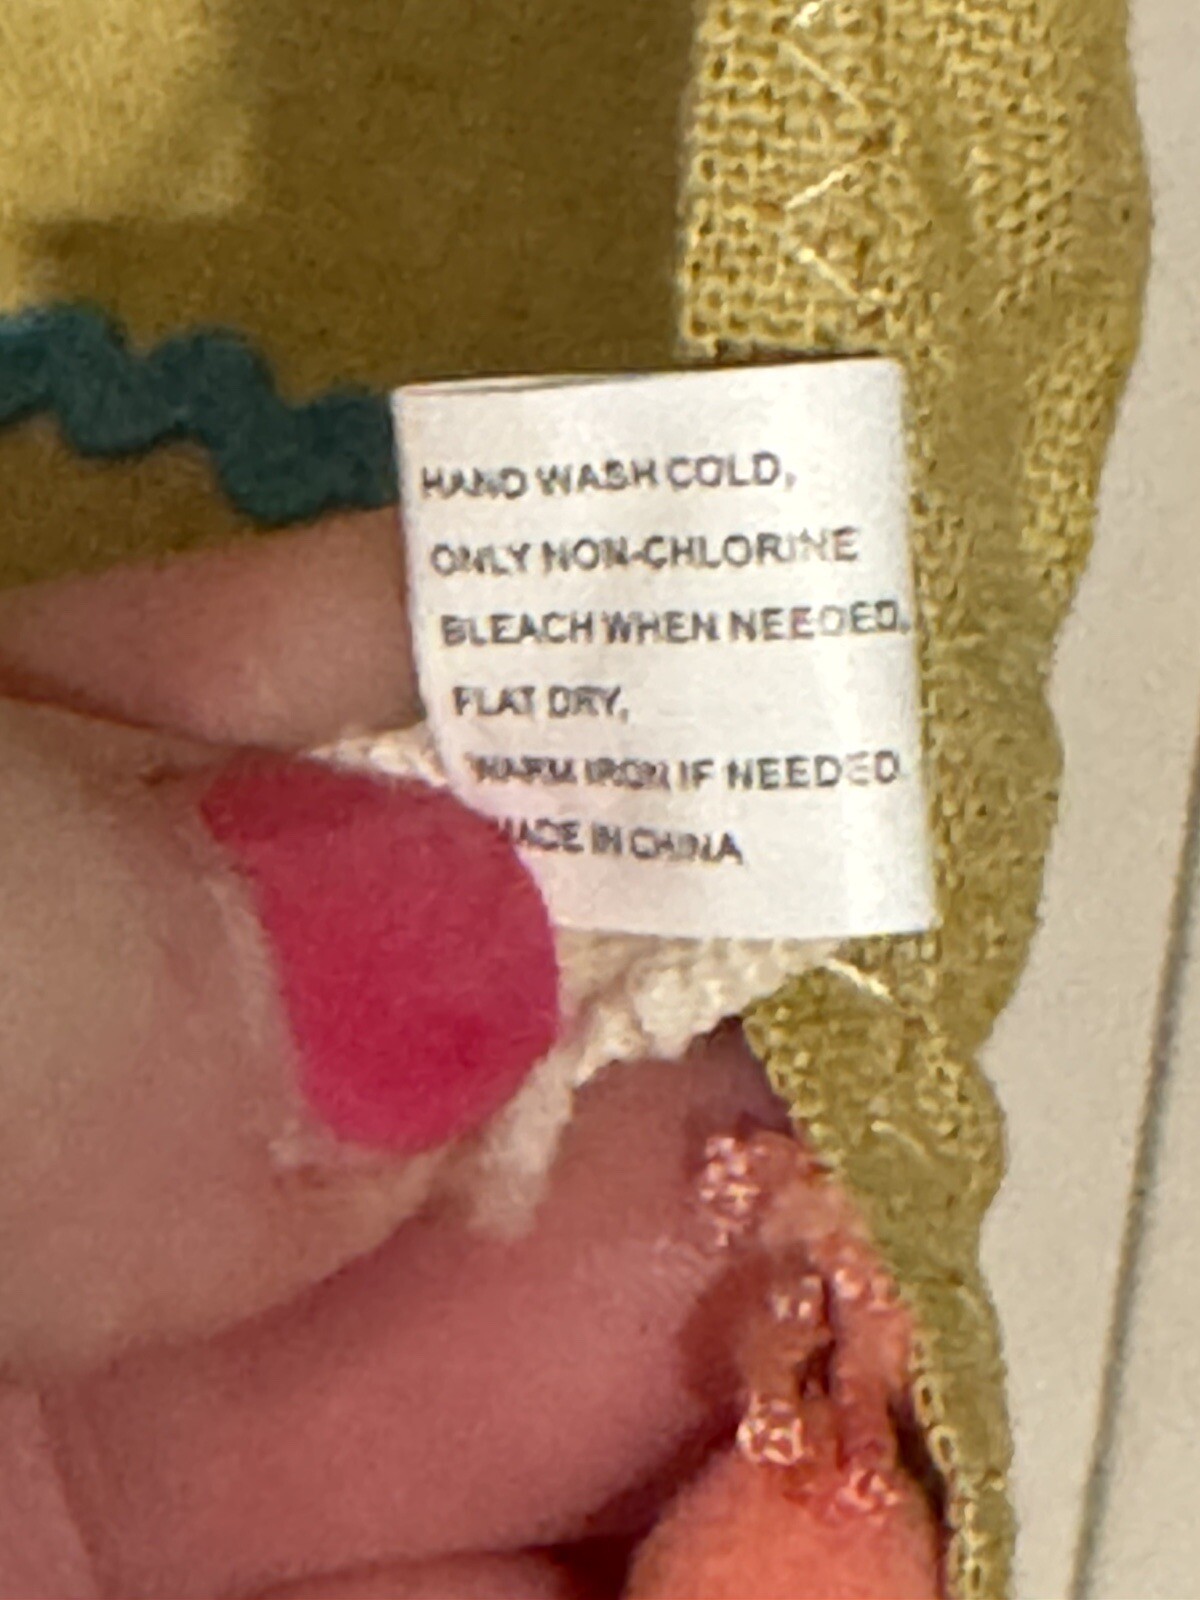 HAND WASH COLD,
ONLY NON-CHLORINE
BLEACH WHEN NEEDED,
FLAT DRY,
WARM IRON IF NEEDED
MADE IN CHINA